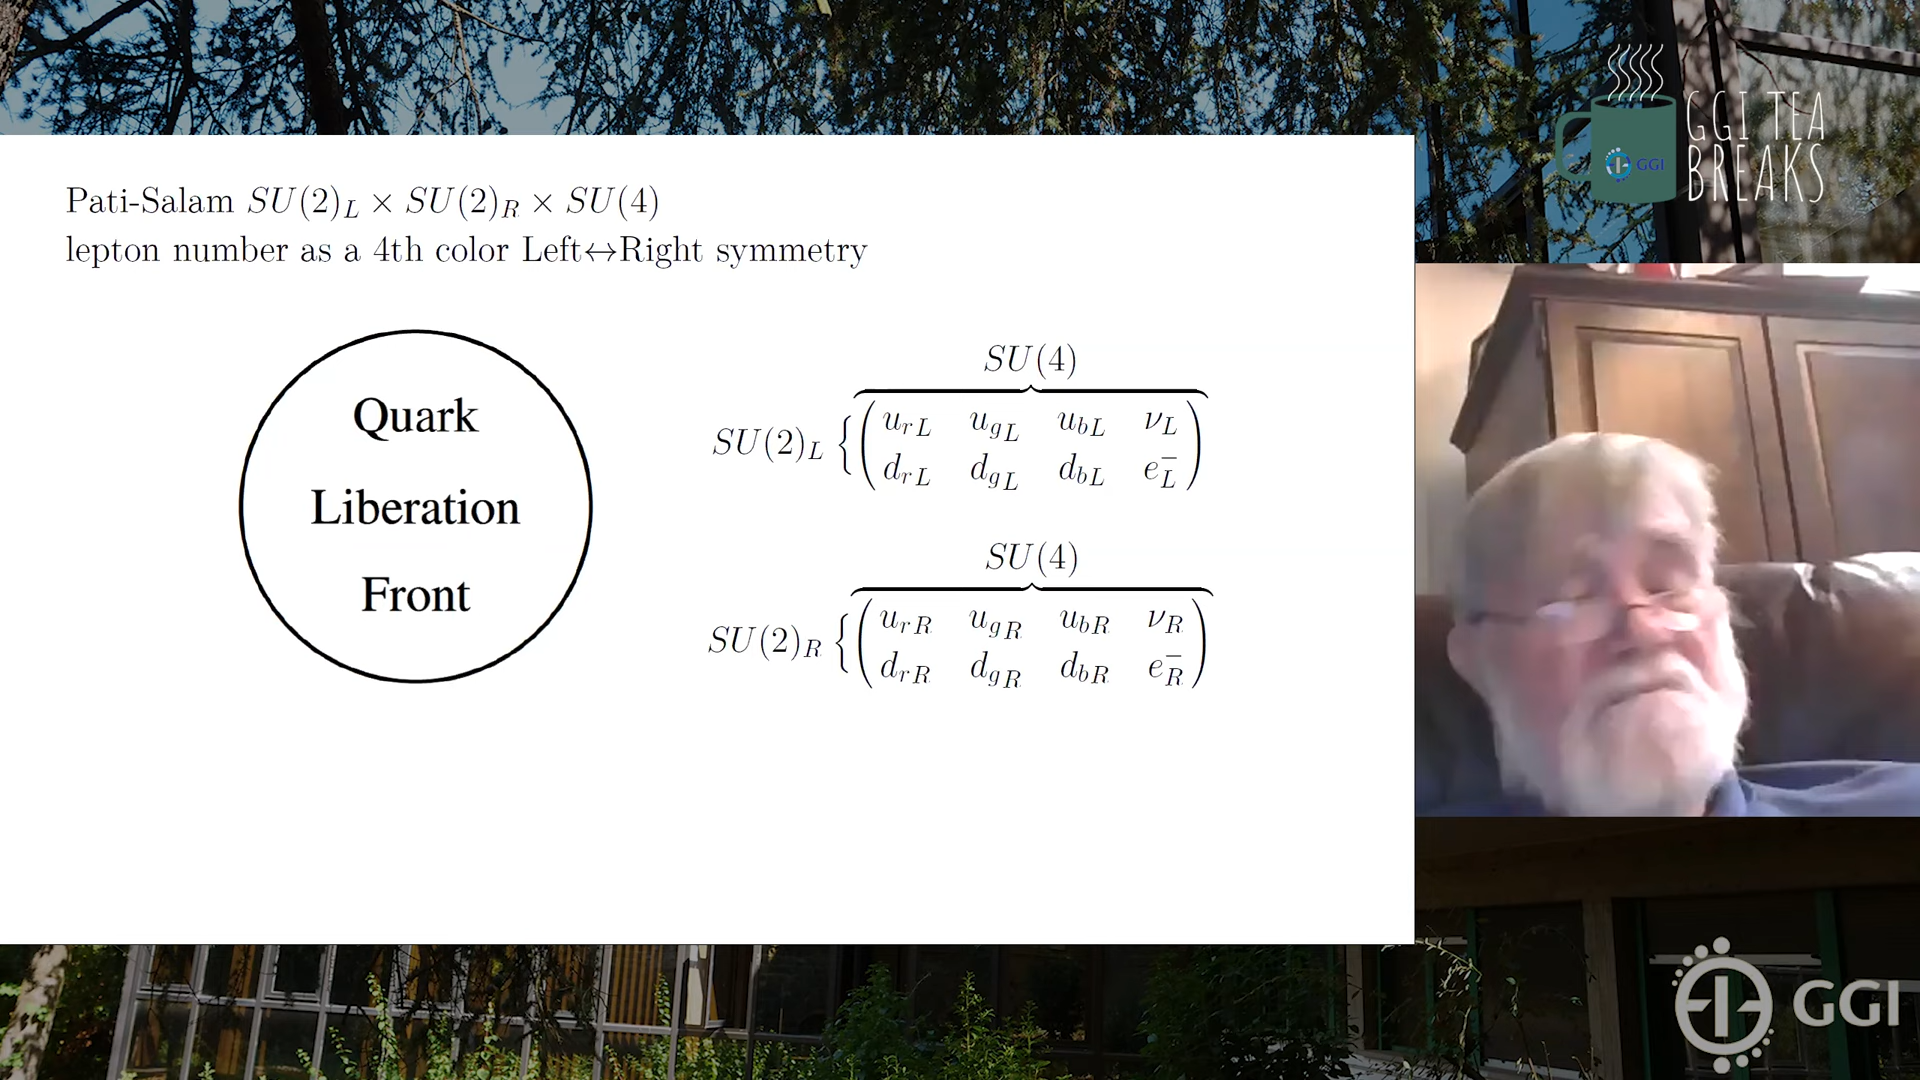 GGI TEA
BREAKS
GGI
Pati-Salam SU(2)_L × SU(2)_R × SU(4)
lepton number as a 4th color Left↔Right symmetry
Quark
Liberation
Front
SU(4)
SU(2)_L { ( u_{rL} u_{gL} u_{bL} ν_L )
d_{rL} d_{gL} d_{bL} e^-_L
SU(4)
SU(2)_R { ( u_{rR} u_{gR} u_{bR} ν_R )
d_{rR} d_{gR} d_{bR} e^-_R
GGI